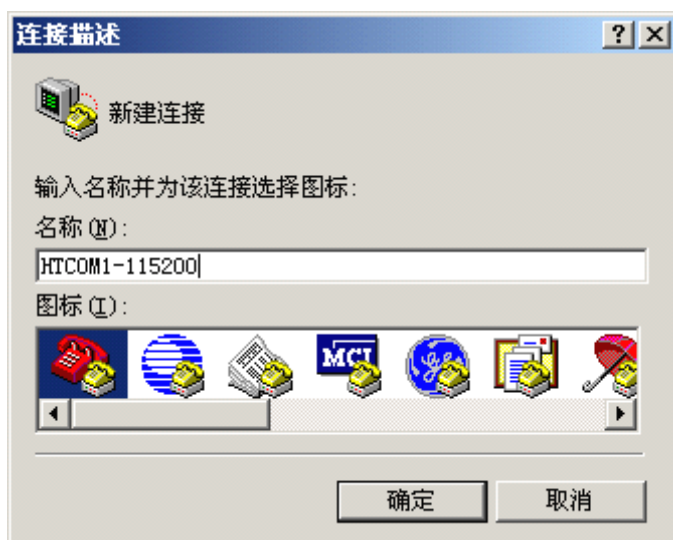 连接描述
新建连接
输入名称并为该连接选择图标:
名称(N):
HTCOM1-115200
图标(I):
MCI
确定
取消